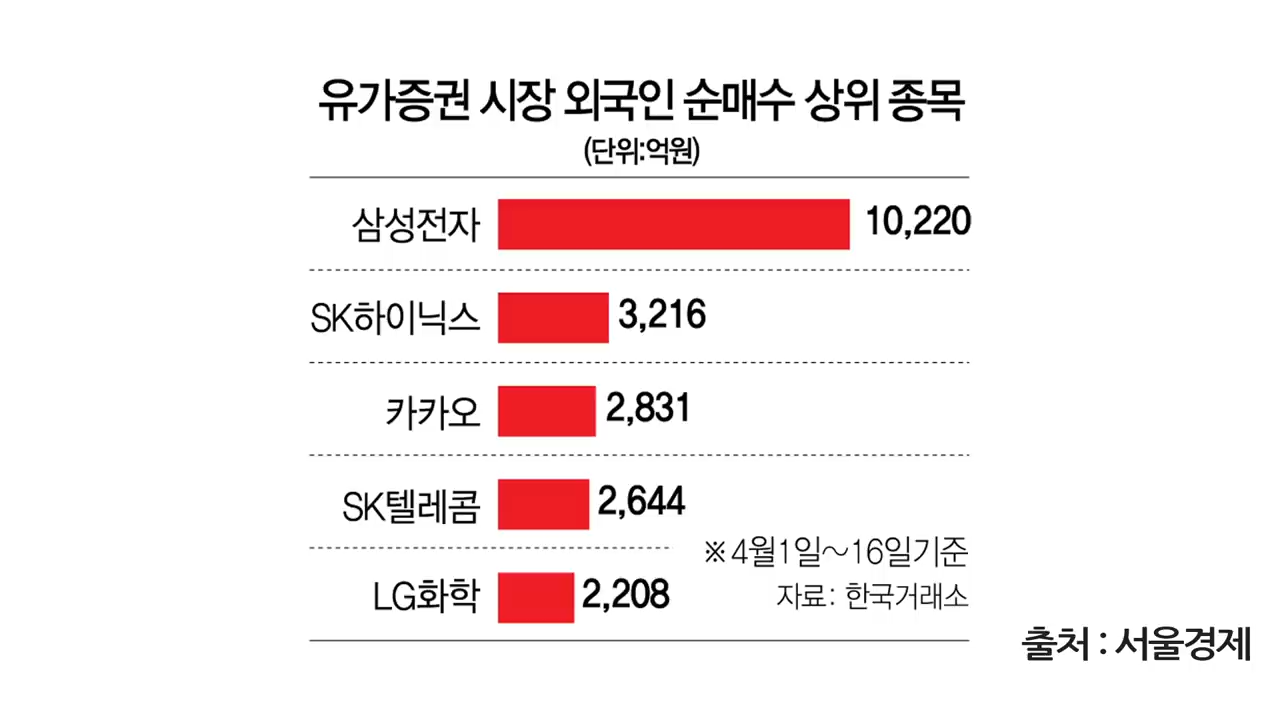 유가증권 시장 외국인 순매수 상위 종목
(단위:억원)
삼성전자 10,220
SK하이닉스 3,216
카카오 2,831
SK텔레콤 2,644
LG화학 2,208
※4월1일~16일기준
자료: 한국거래소
출처 : 서울경제